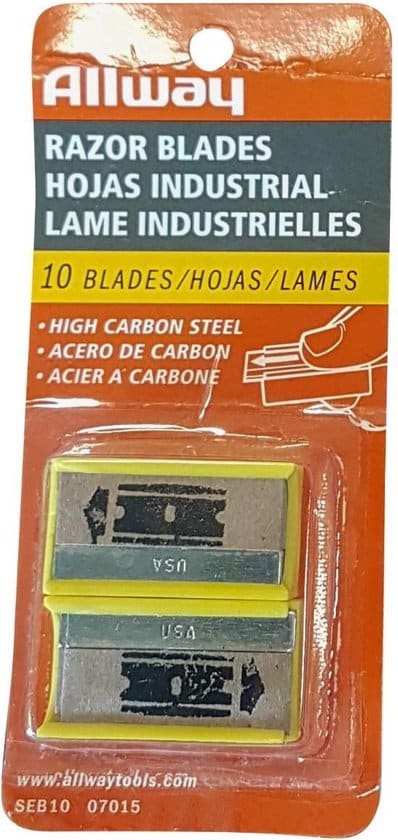 Allway
RAZOR BLADES
HOJAS INDUSTRIAL
LAME INDUSTRIELLES
10 BLADES/HOJAS/LAMES
• HIGH CARBON STEEL
• ACERO DE CARBON
• ACIER A CARBONE
USA
USA
www.allwaytools.com
SEB10 07015